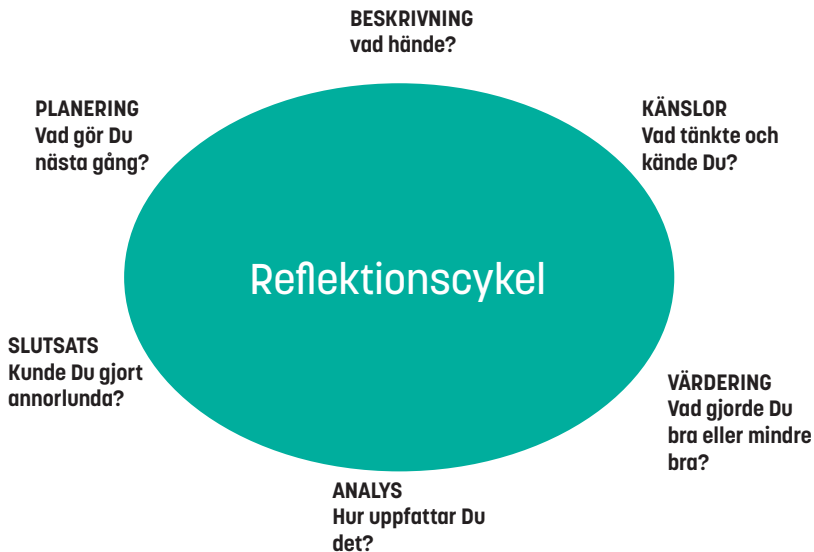 BESKRIVNING
vad hände?
KÄNSLOR
Vad tänkte och
kände Du?
VÄRDERING
Vad gjorde Du
bra eller mindre
bra?
ANALYS
Hur uppfattar Du
det?
SLUTSATS
Kunde Du gjort
annorlunda?
PLANERING
Vad gör Du
nästa gång?
Reflektionscykel